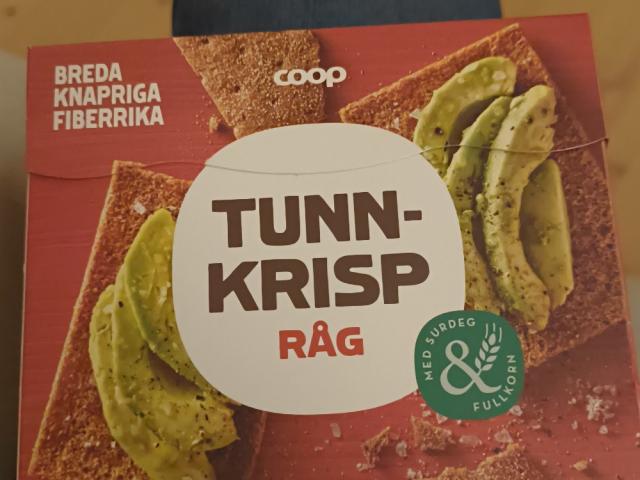 BREDA
KNAPRIGA
FIBERRIKA
coop
TUNN-
KRISP
RÅG
MED SURDEG
&
FULLKORN